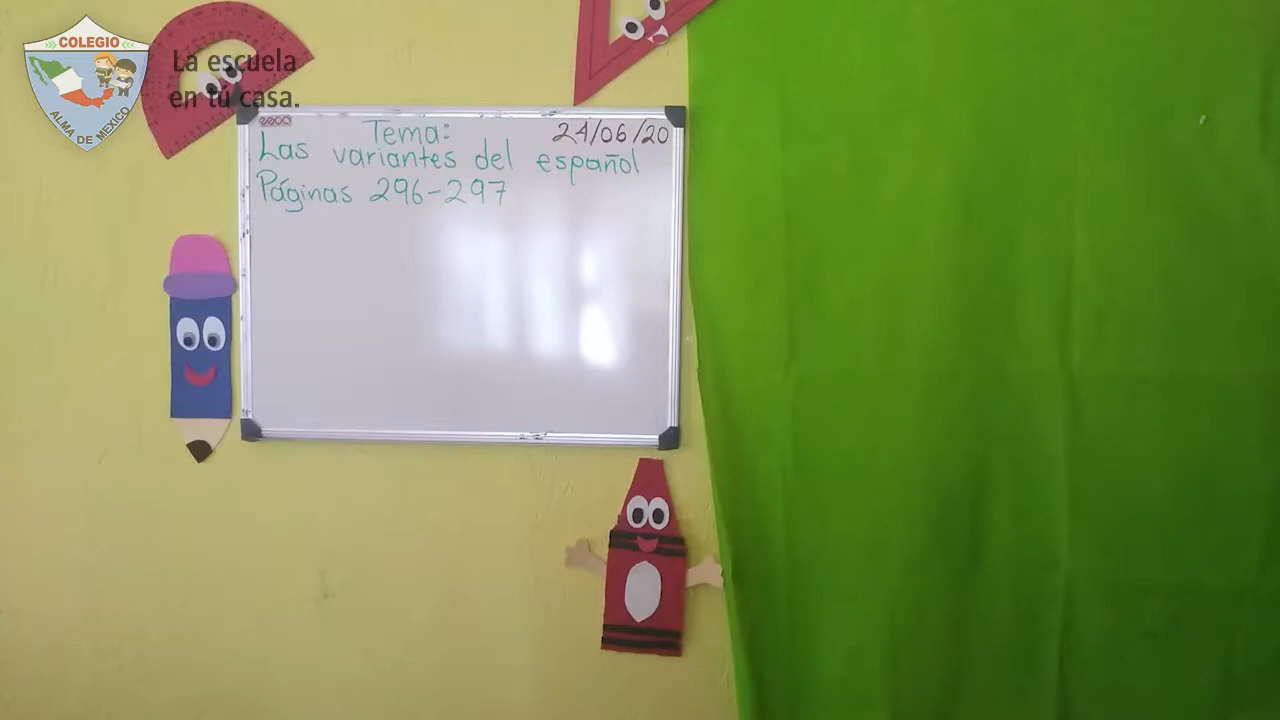 COLEGIO
ALMA DE MEXICO
La escuela
en tu casa.
Tema:
24/06/20
Las variantes del español
Páginas 296-297